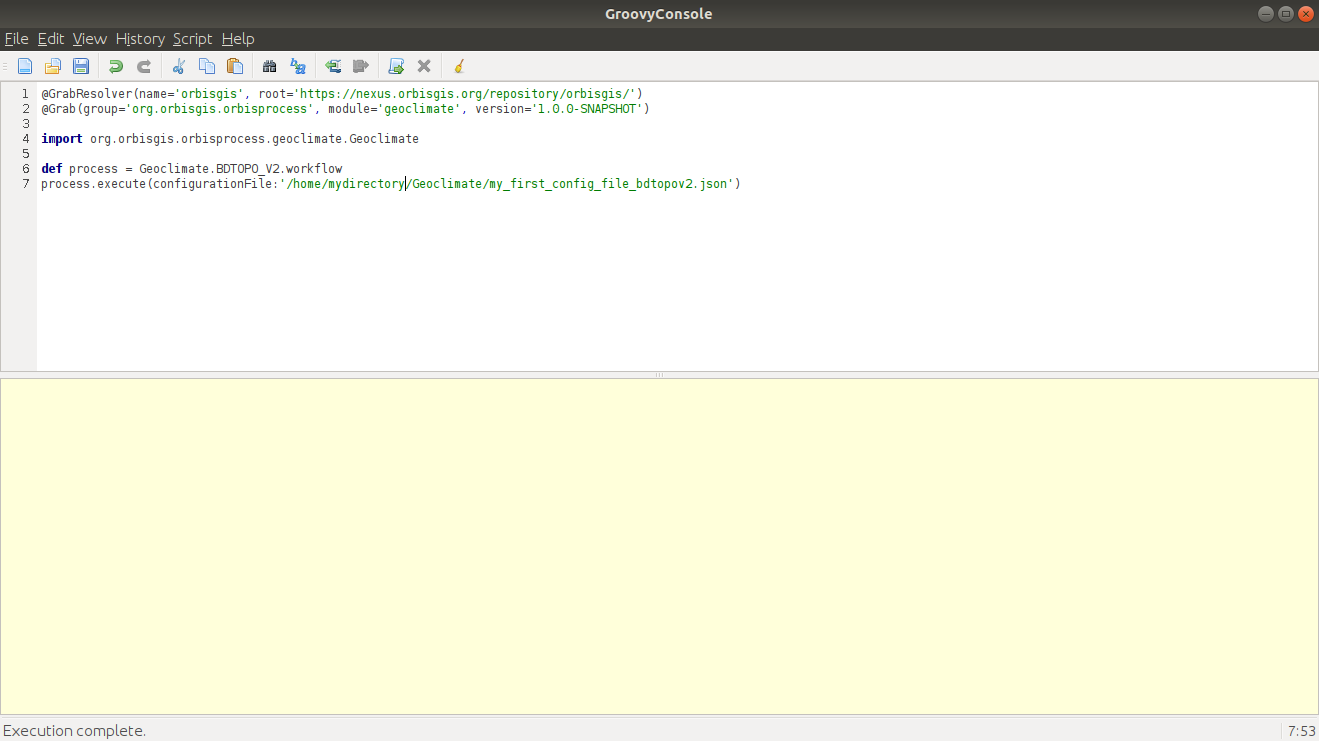 GroovyConsole
File Edit View History Script Help
1 @GrabResolver(name='orbisgis', root='https://nexus.orbisgis.org/repository/orbisgis/')
2 @Grab(group='org.orbisgis.orbisprocess', module='geoclimate', version='1.0.0-SNAPSHOT')
3
4 import org.orbisgis.orbisprocess.geoclimate.Geoclimate
5
6 def process = Geoclimate.BDTOPO_V2.workflow
7 process.execute(configurationFile:'/home/mydirectory/Geoclimate/my_first_config_file_bdtopov2.json')
Execution complete. 7:53